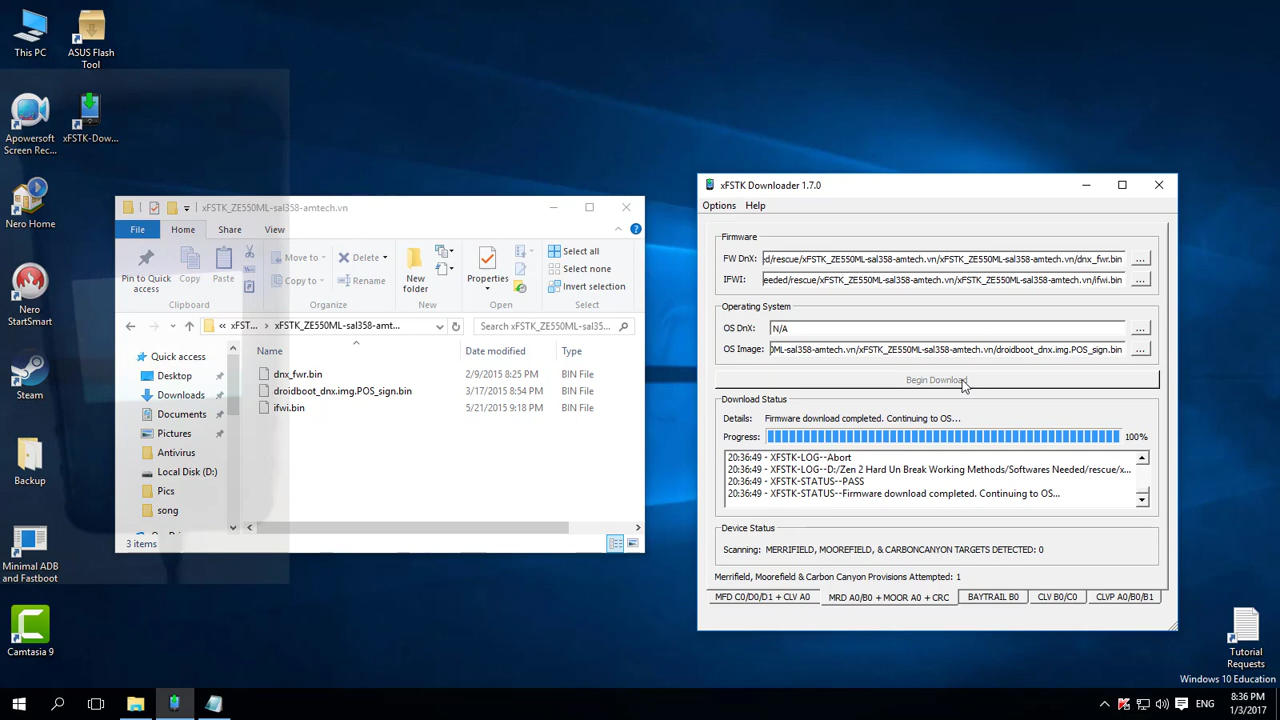 This PC
ASUS Flash
Tool
Apowersoft
Screen Rec...
xFSTK-Dow...
Nero Home
Nero
StartSmart
Steam
Backup
Minimal ADB
and Fastboot
Camtasia 9
xFSTK_ZE550ML-sal358-amtech.vn
File
Home
Share
View
Pin to Quick
access
Copy
Paste
Clipboard
Move to
Copy to
Delete
Rename
Organize
New
folder
New
Properties
Open
Select all
Select none
Invert selection
Select
« xFST...
xFSTK_ZE550ML-sal358-amt...
Search xFSTK_ZE550ML-sal35...
Quick access
Desktop
Downloads
Documents
Pictures
Antivirus
Local Disk (D:)
Pics
song
Name
Date modified
Type
dnx_fwr.bin
2/9/2015 8:25 PM
BIN File
droidboot_dnx.img.POS_sign.bin
3/17/2015 8:54 PM
BIN File
ifwi.bin
5/21/2015 9:18 PM
BIN File
3 items
xFSTK Downloader 1.7.0
Options
Help
Firmware
FW DnX:
d/rescue/xFSTK_ZE550ML-sal358-amtech.vn/xFSTK_ZE550ML-sal358-amtech.vn/dnx_fwr.bin
...
IFWI:
eeded/rescue/xFSTK_ZE550ML-sal358-amtech.vn/xFSTK_ZE550ML-sal358-amtech.vn/ifwi.bin
...
Operating System
OS DnX:
N/A
...
OS Image:
ML-sal358-amtech.vn/xFSTK_ZE550ML-sal358-amtech.vn/droidboot_dnx.img.POS_sign.bin
...
Begin Download
Download Status
Details:
Firmware download completed. Continuing to OS...
Progress:
100%
20:36:49 - XFSTK-LOG--Abort
20:36:49 - XFSTK-LOG--D:/Zen 2 Hard Un Break Working Methods/Softwares Needed/rescue/x...
20:36:49 - XFSTK-STATUS--PASS
20:36:49 - XFSTK-STATUS--Firmware download completed. Continuing to OS...
Device Status
Scanning: MERRIFIELD, MOOREFIELD, & CARBONCANYON TARGETS DETECTED: 0
Merrifield, Moorefield & Carbon Canyon Provisions Attempted: 1
MFD C0/D0/D1 + CLV A0
MRD A0/B0 + MOOR A0 + CRC
BAYTRAIL B0
CLV B0/C0
CLVP A0/B0/B1
Tutorial
Requests
Windows 10 Education
ENG
8:36 PM
1/3/2017